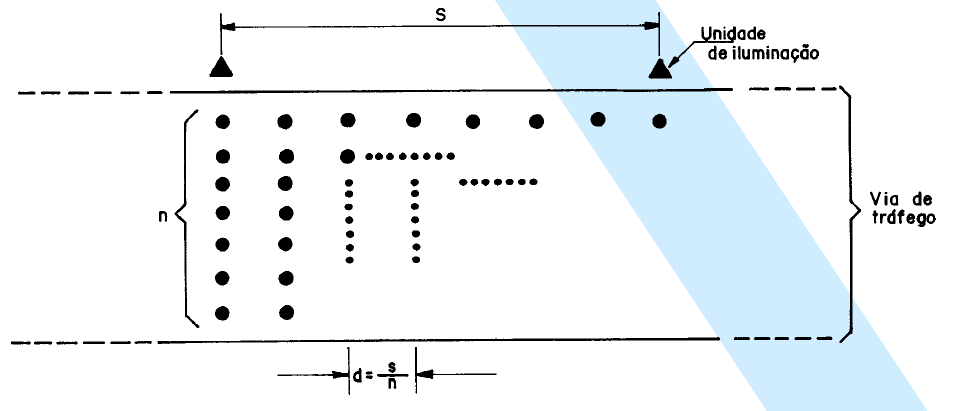 S
Unidade
de iluminação
n
Via de
tráfego
d = s/n